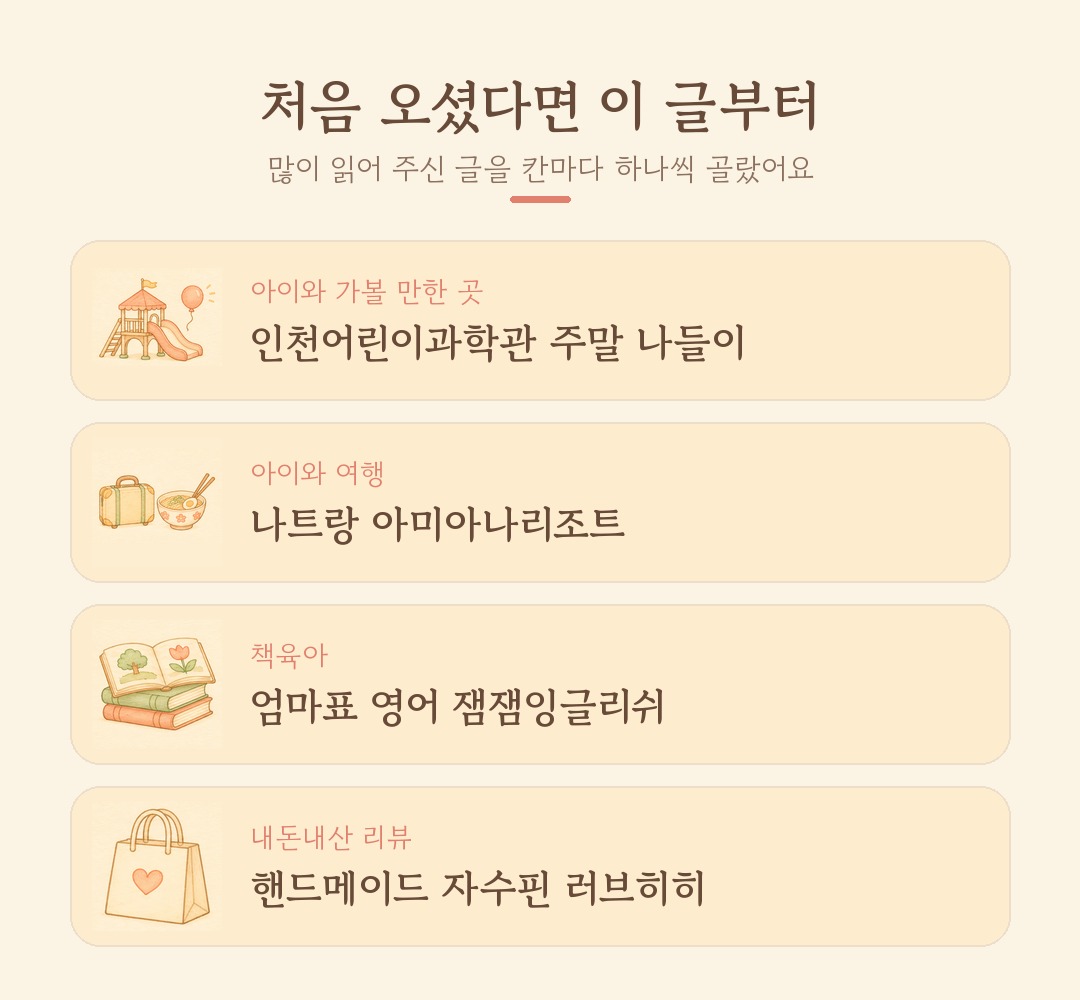 처음 오셨다면 이 글부터
많이 읽어 주신 글을 칸마다 하나씩 골랐어요
아이와 가볼 만한 곳
인천어린이과학관 주말 나들이
아이와 여행
나트랑 아미아나리조트
책육아
엄마표 영어 잼잼잉글리쉬
내돈내산 리뷰
핸드메이드 자수핀 러브히히